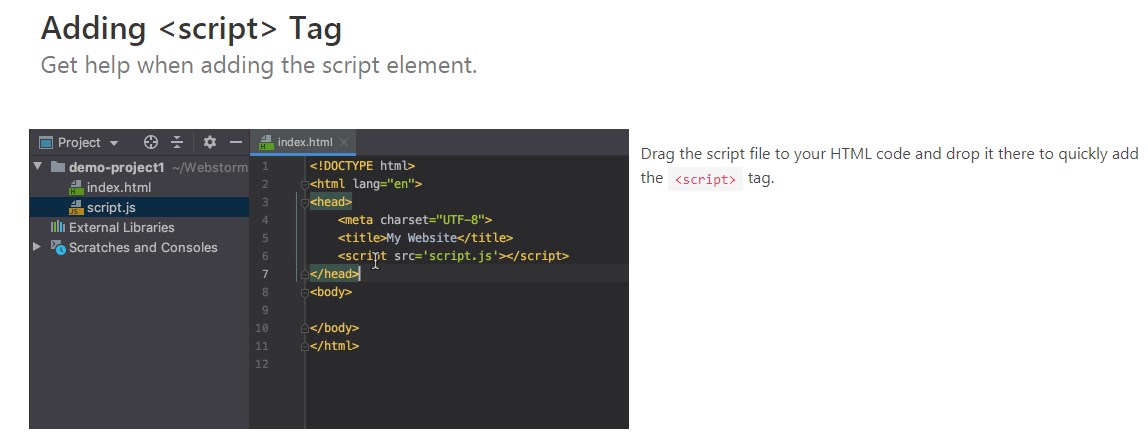 Adding <script> Tag
Get help when adding the script element.
Drag the script file to your HTML code and drop it there to quickly add
the <script> tag.
Project
demo-project1 ~/Webstorm
index.html
script.js
External Libraries
Scratches and Consoles
index.html
1 <!DOCTYPE html>
2 <html lang="en">
3 <head>
4 <meta charset="UTF-8">
5 <title>My Website</title>
6 <script src='script.js'></script>
7 </head>
8 <body>
9
10 </body>
11 </html>
12